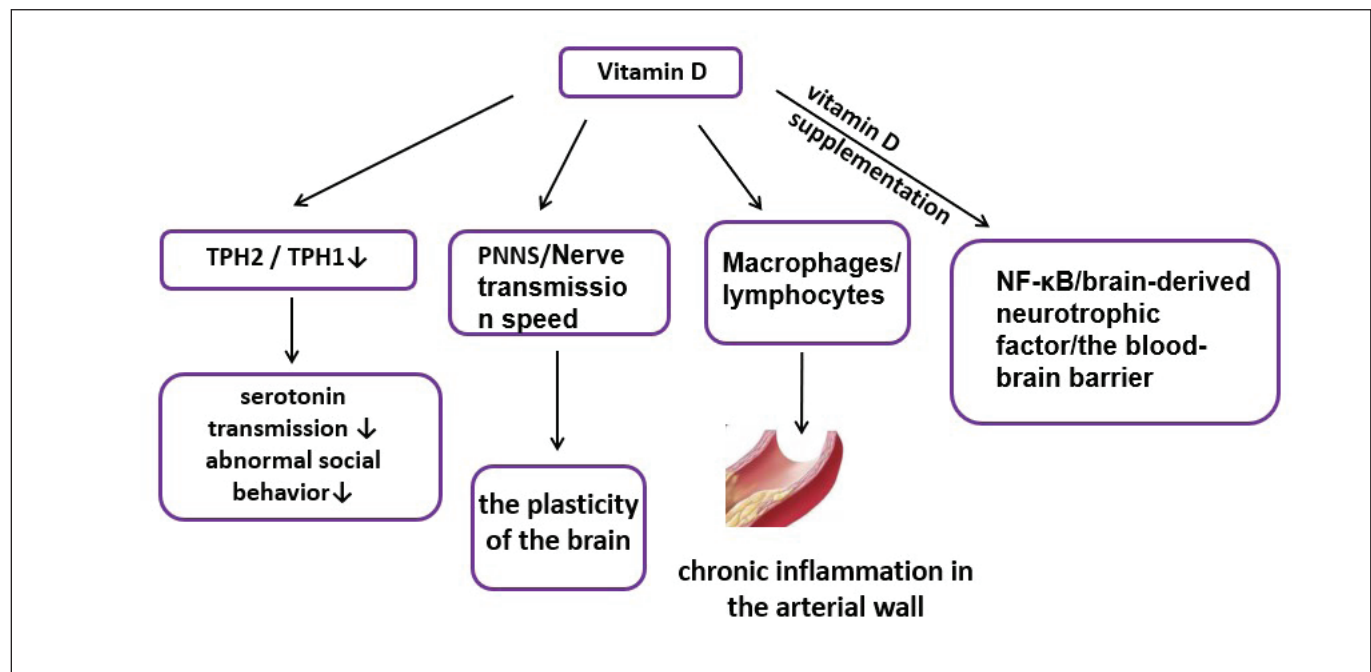 Vitamin D
vitamin D
supplementation
TPH2 / TPH1↓
PNNS/Nerve
transmissio
n speed
Macrophages/
lymphocytes
NF-κB/brain-derived
neurotrophic
factor/the blood-
brain barrier
serotonin
transmission ↓
abnormal social
behavior↓
the plasticity
of the brain
chronic inflammation in
the arterial wall